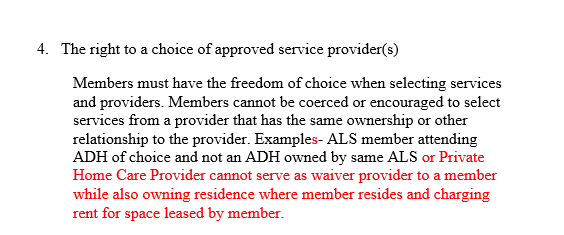 4. The right to a choice of approved service provider(s)
Members must have the freedom of choice when selecting services
and providers. Members cannot be coerced or encouraged to select
services from a provider that has the same ownership or other
relationship to the provider. Examples- ALS member attending
ADH of choice and not an ADH owned by same ALS or Private
Home Care Provider cannot serve as waiver provider to a member
while also owning residence where member resides and charging
rent for space leased by member.